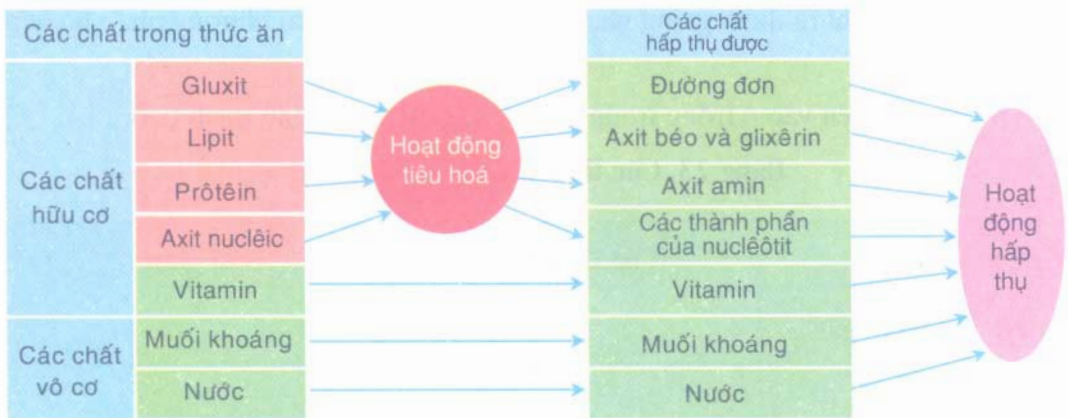 Các chất trong thức ăn
Các chất
hữu cơ
Gluxit
Lipit
Prôtêin
Axit nuclêic
Vitamin
Các chất
vô cơ
Muối khoáng
Nước
Hoạt động
tiêu hoá
Các chất
hấp thụ được
Đường đơn
Axit béo và glixêrin
Axit amin
Các thành phần
của nuclêôtit
Vitamin
Muối khoáng
Nước
Hoạt
động
hấp
thụ